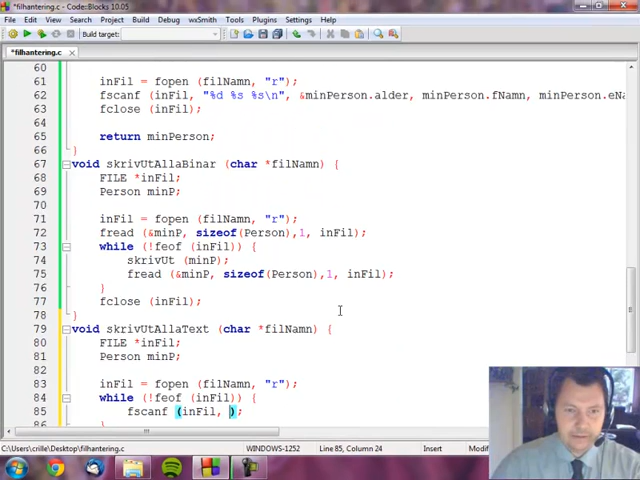 *filhantering.c - Code::Blocks 10.05
File Edit View Search Project Build Debug wxSmith Tools Plugins Settings Help
Build target:
*filhantering.c
60
61 inFil = fopen (filNamn, "r");
62 fscanf (inFil, "%d %s %s\n", &minPerson.alder, minPerson.fNamn, minPerson.eNa
63 fclose (inFil);
64
65 return minPerson;
66 }
67 void skrivUtAllaBinar (char *filNamn) {
68 FILE *inFil;
69 Person minP;
70
71 inFil = fopen (filNamn, "r");
72 fread (&minP, sizeof(Person),1, inFil);
73 while (!feof (inFil)) {
74 skrivUt (minP);
75 fread (&minP, sizeof(Person),1, inFil);
76 }
77 fclose (inFil);
78 }
79 void skrivUtAllaText (char *filNamn) {
80 FILE *inFil;
81 Person minP;
82
83 inFil = fopen (filNamn, "r");
84 while (!feof (inFil)) {
85 fscanf (inFil, );
C:\Users\crille\Desktop\filhantering.c WINDOWS-1252 Line 85, Column 24 Insert